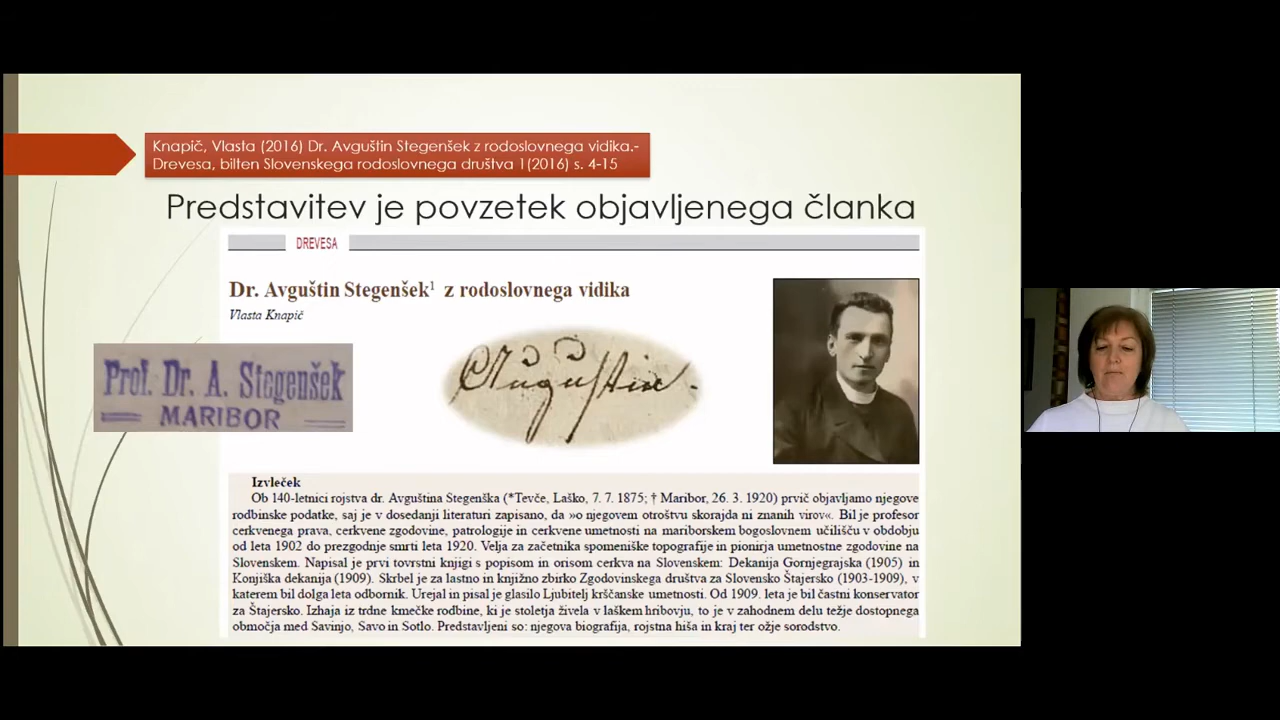 Knapič, Vlasta (2016) Dr. Avguštin Stegenšek z rodoslovnega vidika.-
Drevesa, bilten Slovenskega rodoslovnega društva 1(2016) s. 4-15
Predstavitev je povzetek objavljenega članka
DREVESA
Dr. Avguštin Stegenšek¹ z rodoslovnega vidika
Vlasta Knapič
Prof. Dr. A. Stegenšek
MARIBOR
Augustin.
Izvleček
Ob 140-letnici rojstva dr. Avguština Stegenška (*Tevče, Laško, 7. 7. 1875; † Maribor, 26. 3. 1920) prvič objavljamo njegove
rodbinske podatke, saj je v dosedanji literaturi zapisano, da »o njegovem otroštvu skorajda ni znanih virov«. Bil je profesor
cerkvenega prava, cerkvene zgodovine, patrologije in cerkvene umetnosti na mariborskem bogoslovnem učilišču v obdobju
od leta 1902 do prezgodnje smrti leta 1920. Velja za začetnika spomeniške topografije in pionirja umetnostne zgodovine na
Slovenskem. Napisal je prvi tovrstni knjigi s popisom in orisom cerkva na Slovenskem: Dekanija Gornjegrajska (1905) in
Konjiška dekanija (1909). Skrbel je za lastno in knjižno zbirko Zgodovinskega društva za Slovensko Štajersko (1903-1909), v
katerem bil dolga leta odbornik. Urejal in pisal je glasilo Ljubitelj krščanske umetnosti. Od 1909. leta je bil častni konservator
za Štajersko. Izhaja iz trdne kmečke rodbine, ki je stoletja živela v laškem hribovju, to je v zahodnem delu težje dostopnega
območja med Savinjo, Savo in Sotlo. Predstavljeni so: njegova biografija, rojstna hiša in kraj ter ožje sorodstvo.